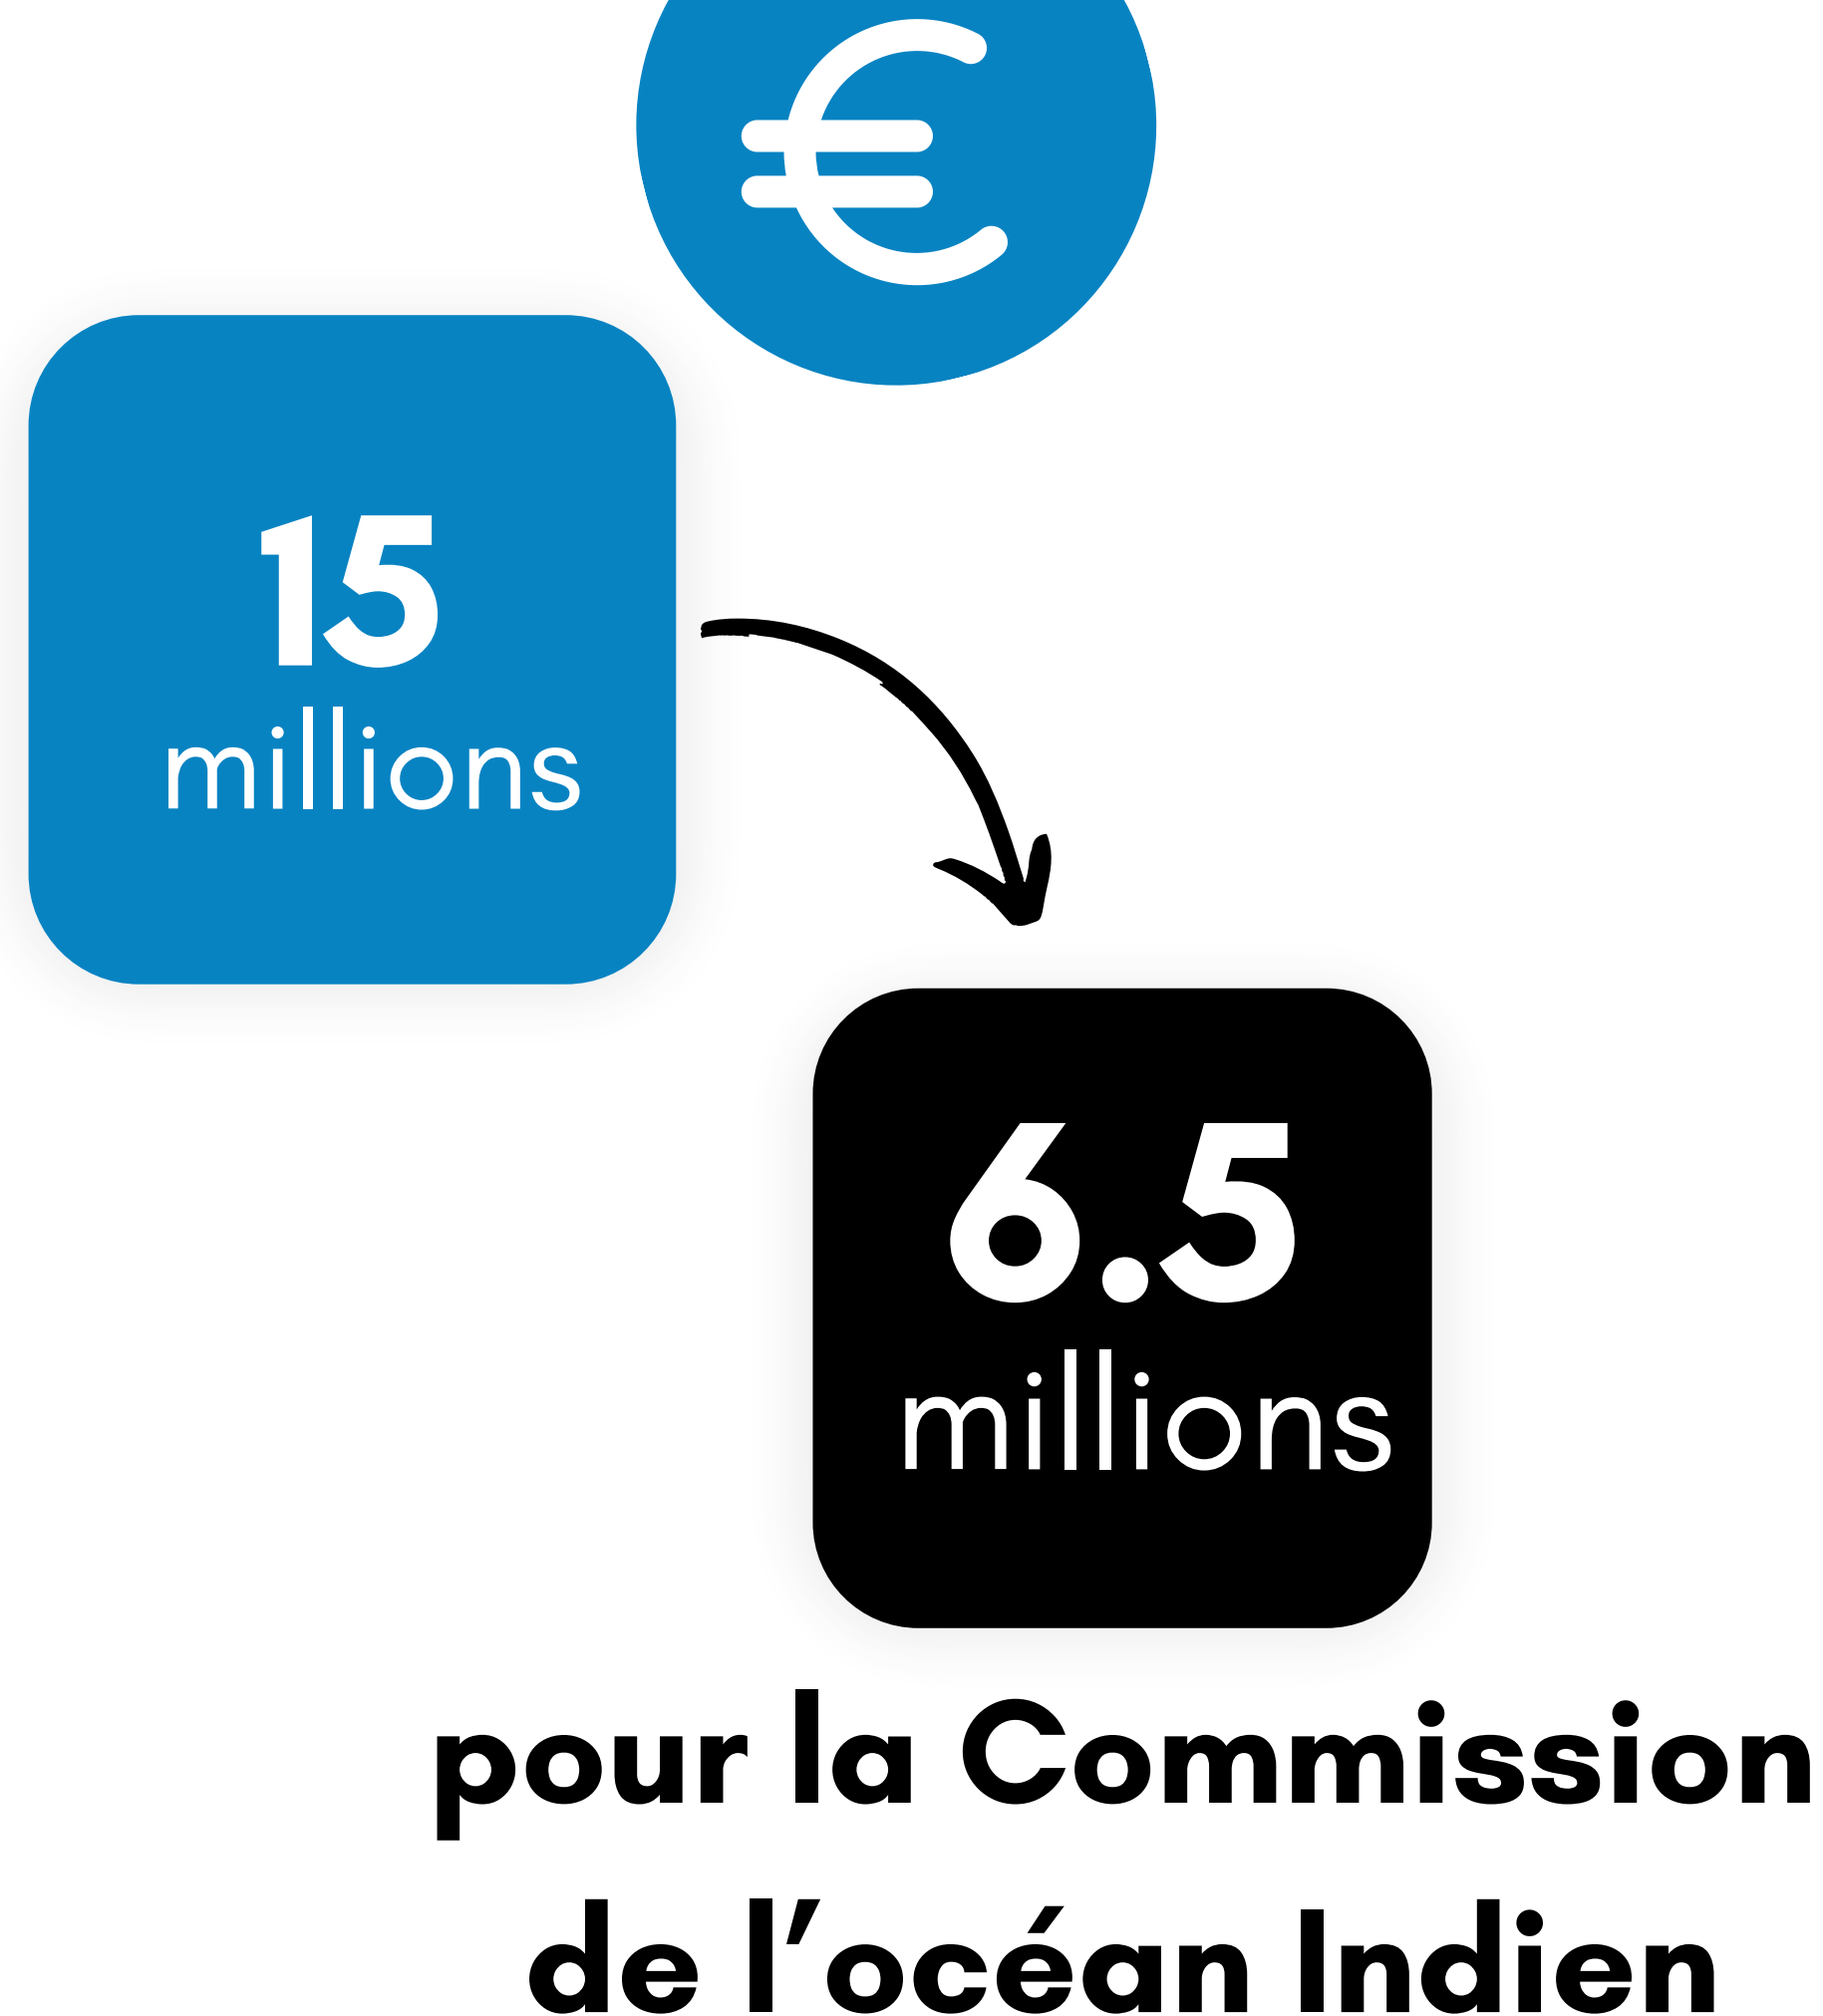 €
15
millions
6.5
millions
pour la Commission
de l’océan Indien